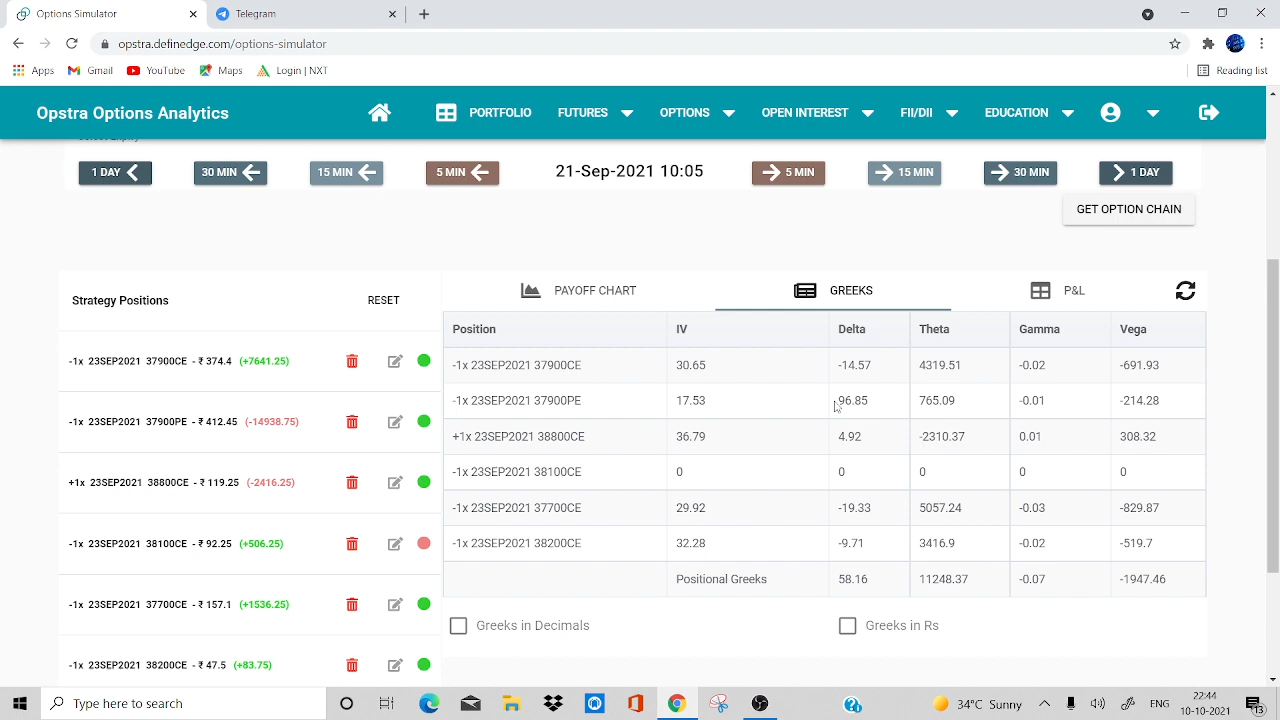 Options Simulator
Telegram
opstra.definedge.com/options-simulator
Apps
Gmail
YouTube
Maps
Login | NXT
Reading list
Opstra Options Analytics
PORTFOLIO
FUTURES
OPTIONS
OPEN INTEREST
FII/DII
EDUCATION
1 DAY
30 MIN
15 MIN
5 MIN
21-Sep-2021 10:05
5 MIN
15 MIN
30 MIN
1 DAY
GET OPTION CHAIN
Strategy Positions
RESET
-1x 23SEP2021 37900CE - ₹ 374.4 (+7641.25)
-1x 23SEP2021 37900PE - ₹ 412.45 (-14938.75)
+1x 23SEP2021 38800CE - ₹ 119.25 (-2416.25)
-1x 23SEP2021 38100CE - ₹ 92.25 (+506.25)
-1x 23SEP2021 37700CE - ₹ 157.1 (+1536.25)
-1x 23SEP2021 38200CE - ₹ 47.5 (+83.75)
PAYOFF CHART
GREEKS
P&L
Position IV Delta Theta Gamma Vega
-1x 23SEP2021 37900CE 30.65 -14.57 4319.51 -0.02 -691.93
-1x 23SEP2021 37900PE 17.53 96.85 765.09 -0.01 -214.28
+1x 23SEP2021 38800CE 36.79 4.92 -2310.37 0.01 308.32
-1x 23SEP2021 38100CE 0 0 0 0 0
-1x 23SEP2021 37700CE 29.92 -19.33 5057.24 -0.03 -829.87
-1x 23SEP2021 38200CE 32.28 -9.71 3416.9 -0.02 -519.7
Positional Greeks 58.16 11248.37 -0.07 -1947.46
Greeks in Decimals
Greeks in Rs
Type here to search
34°C Sunny
ENG
22:44
10-10-2021